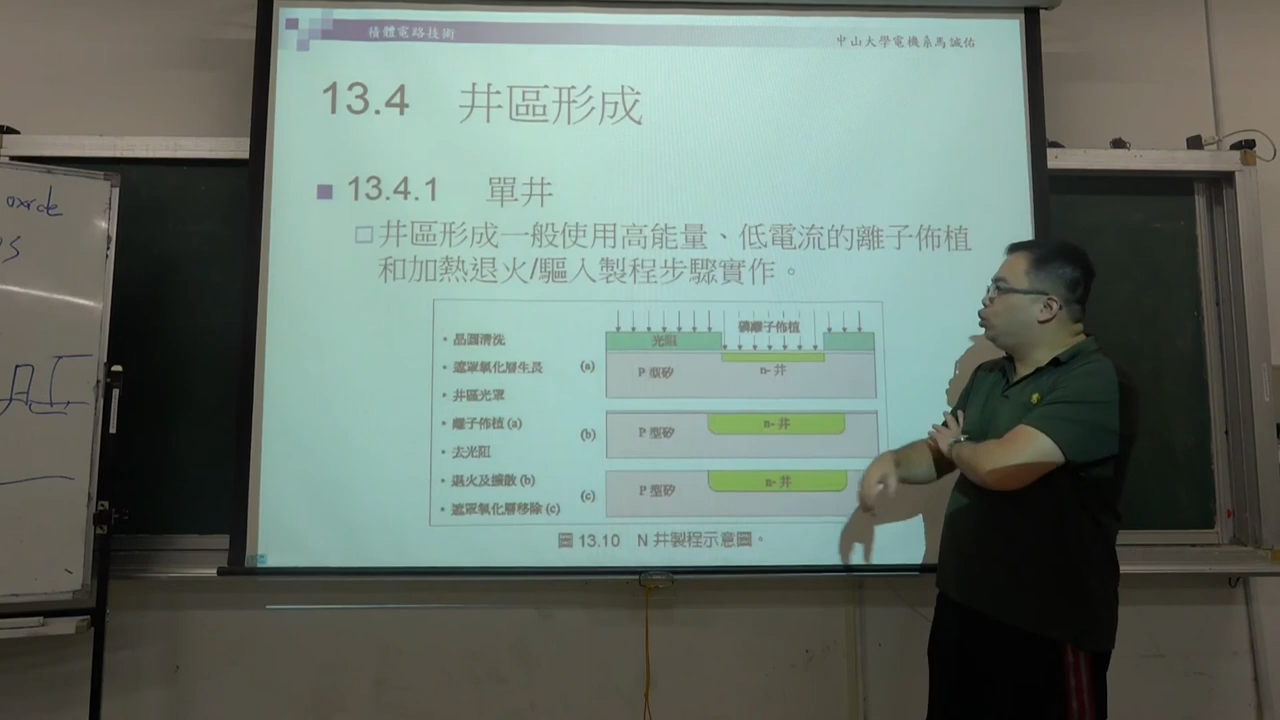 積體電路技術
中山大學電機系馬誠佑
13.4 井區形成
13.4.1 單井
井區形成一般使用高能量、低電流的離子佈植
和加熱退火/驅入製程步驟實作。
• 晶圓清洗
• 遮罩氧化層生長
• 井區光罩
• 離子佈植 (a)
• 去光阻
• 退火及擴散 (b)
• 遮罩氧化層移除 (c)
(a)
磷離子佈植
光阻
P 型矽
n- 井
(b)
P 型矽
n- 井
(c)
P 型矽
n- 井
圖 13.10 N 井製程示意圖。
oxide